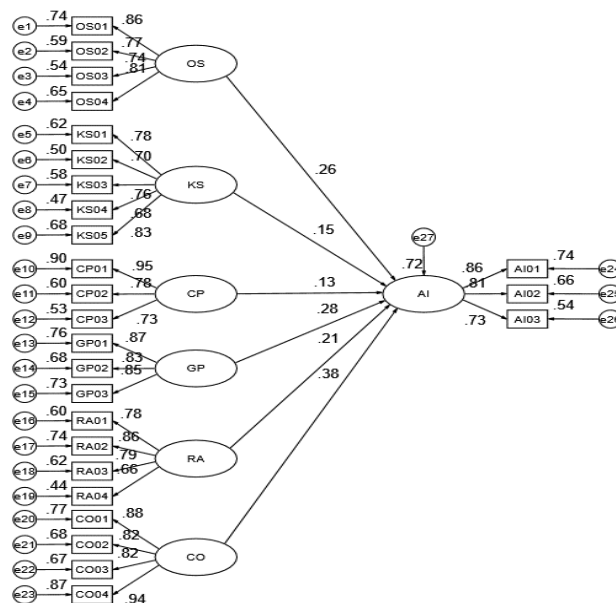 e1 .74 OS01 .86
e2 .59 OS02 .77
e3 .54 OS03 .74
e4 .65 OS04 .81
OS
e5 .62 KS01 .78
e6 .50 KS02 .70
e7 .58 KS03 .76
e8 .47 KS04 .68
e9 .68 KS05 .83
KS
e10 .90 CP01 .95
e11 .60 CP02 .78
e12 .53 CP03 .73
CP
e13 .76 GP01 .87
e14 .68 GP02 .83
e15 .73 GP03 .85
GP
e16 .60 RA01 .78
e17 .74 RA02 .86
e18 .62 RA03 .79
e19 .44 RA04 .66
RA
e20 .77 CO01 .88
e21 .68 CO02 .82
e22 .67 CO03 .82
e23 .87 CO04 .94
CO
.26
.15
.13
.28
.21
.38
e27
.72
AI
.86 AI01 .74 e24
.81 AI02 .66 e25
.73 AI03 .54 e26